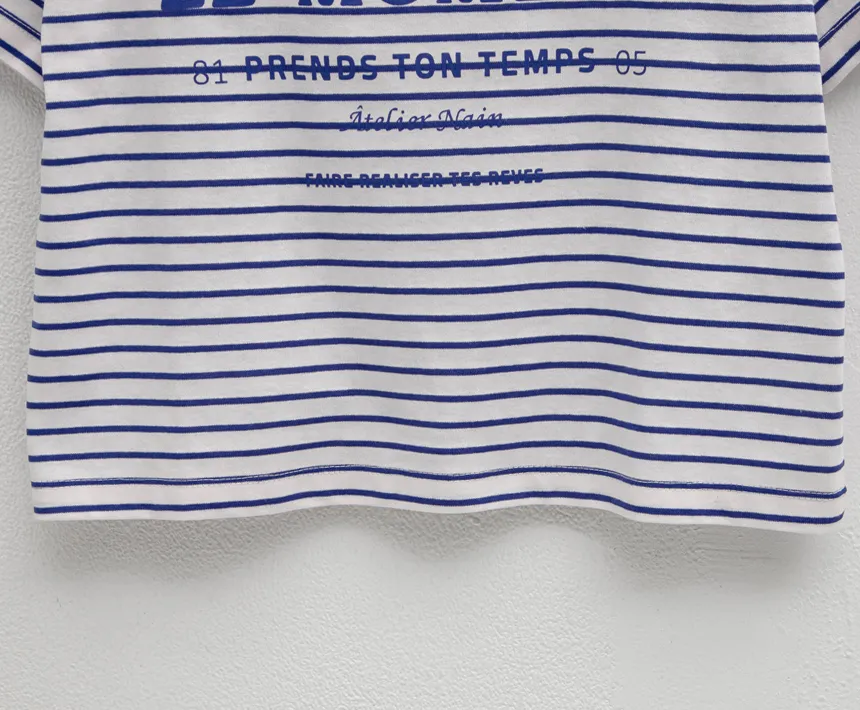 81 PRENDS TON TEMPS 05
Âtelier Nain
FAIRE REALISER TES REVES